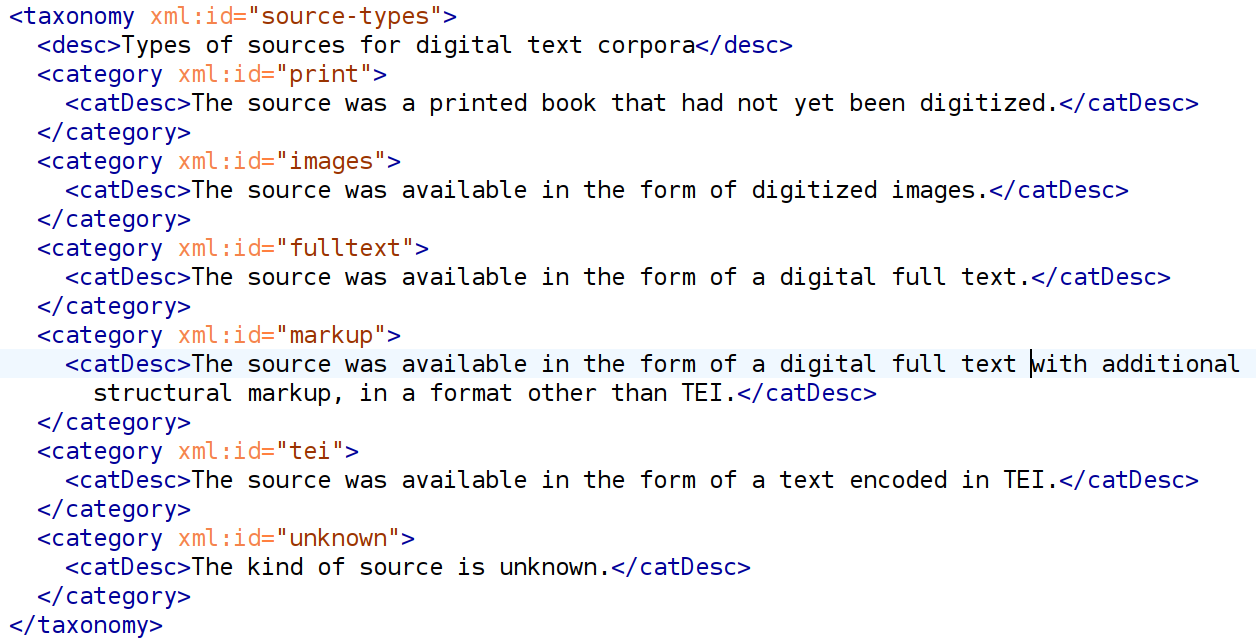 <taxonomy xml:id="source-types">
  <desc>Types of sources for digital text corpora</desc>
  <category xml:id="print">
    <catDesc>The source was a printed book that had not yet been digitized.</catDesc>
  </category>
  <category xml:id="images">
    <catDesc>The source was available in the form of digitized images.</catDesc>
  </category>
  <category xml:id="fulltext">
    <catDesc>The source was available in the form of a digital full text.</catDesc>
  </category>
  <category xml:id="markup">
    <catDesc>The source was available in the form of a digital full text with additional
      structural markup, in a format other than TEI.</catDesc>
  </category>
  <category xml:id="tei">
    <catDesc>The source was available in the form of a text encoded in TEI.</catDesc>
  </category>
  <category xml:id="unknown">
    <catDesc>The kind of source is unknown.</catDesc>
  </category>
</taxonomy>